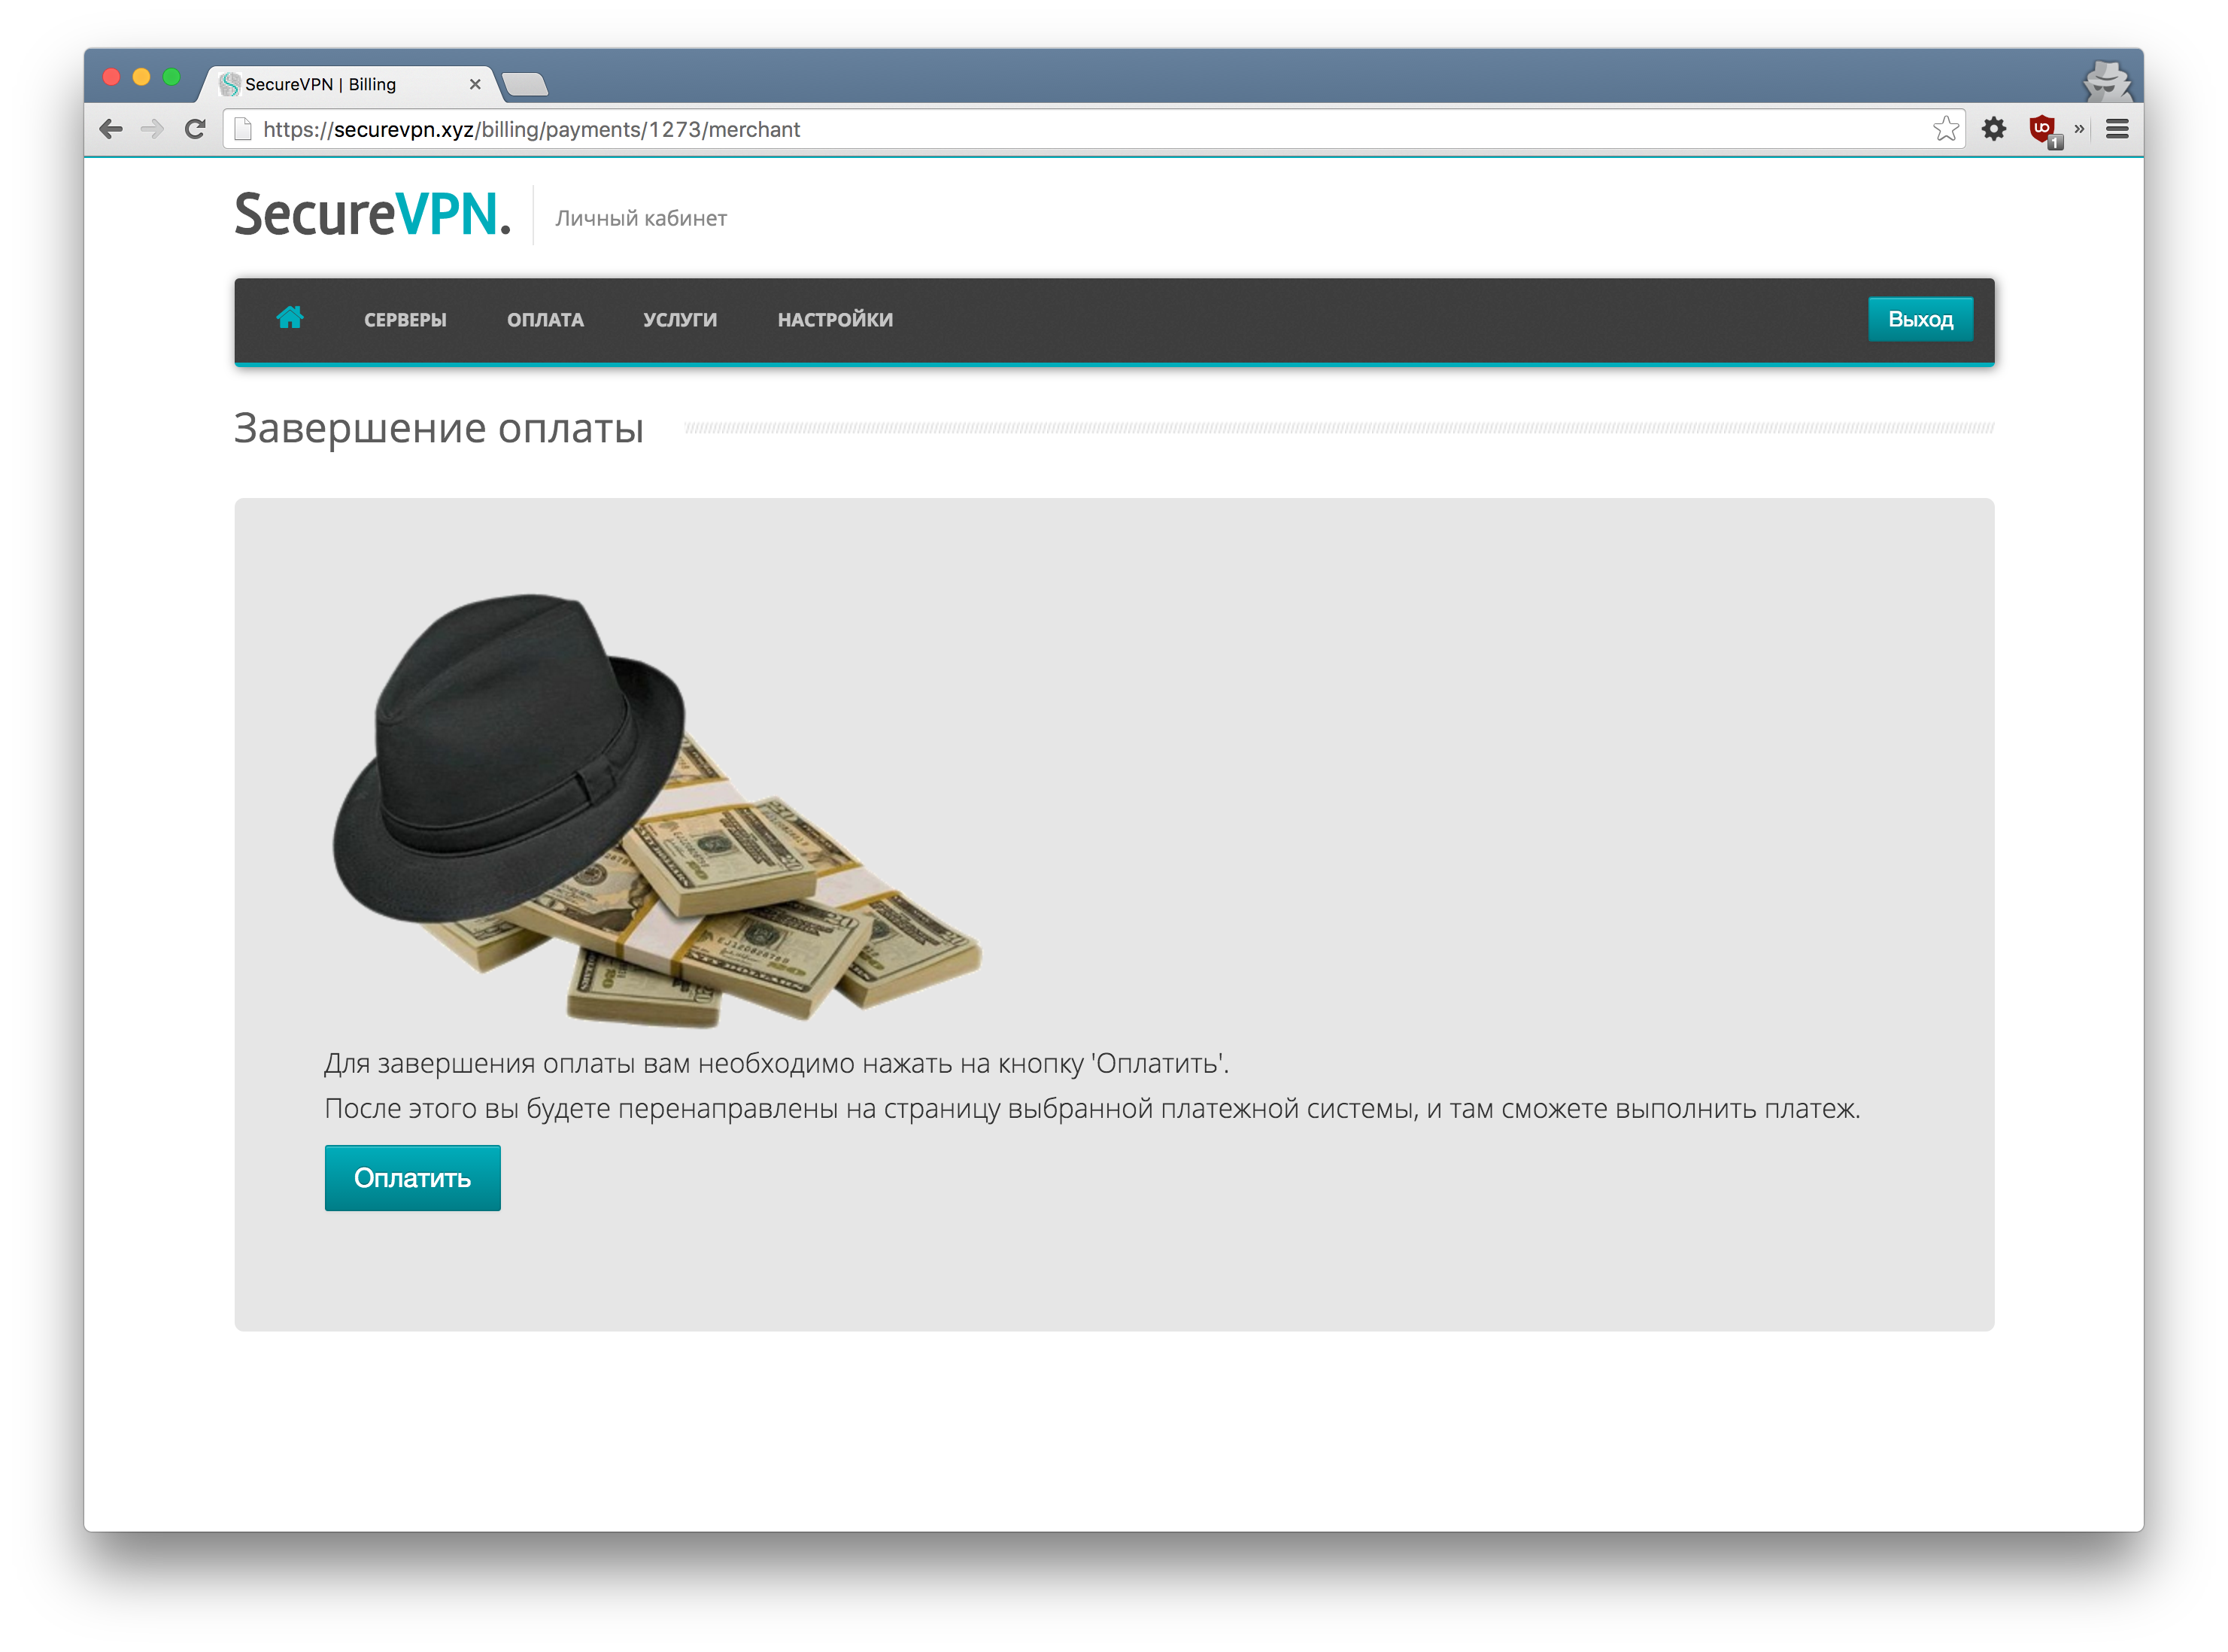 SecureVPN | Billing
https://securevpn.xyz/billing/payments/1273/merchant
1
SecureVPN.
Личный кабинет
СЕРВЕРЫ ОПЛАТА УСЛУГИ НАСТРОЙКИ Выход
Завершение оплаты
Для завершения оплаты вам необходимо нажать на кнопку 'Оплатить'.
После этого вы будете перенаправлены на страницу выбранной платежной системы, и там сможете выполнить платеж.
Оплатить